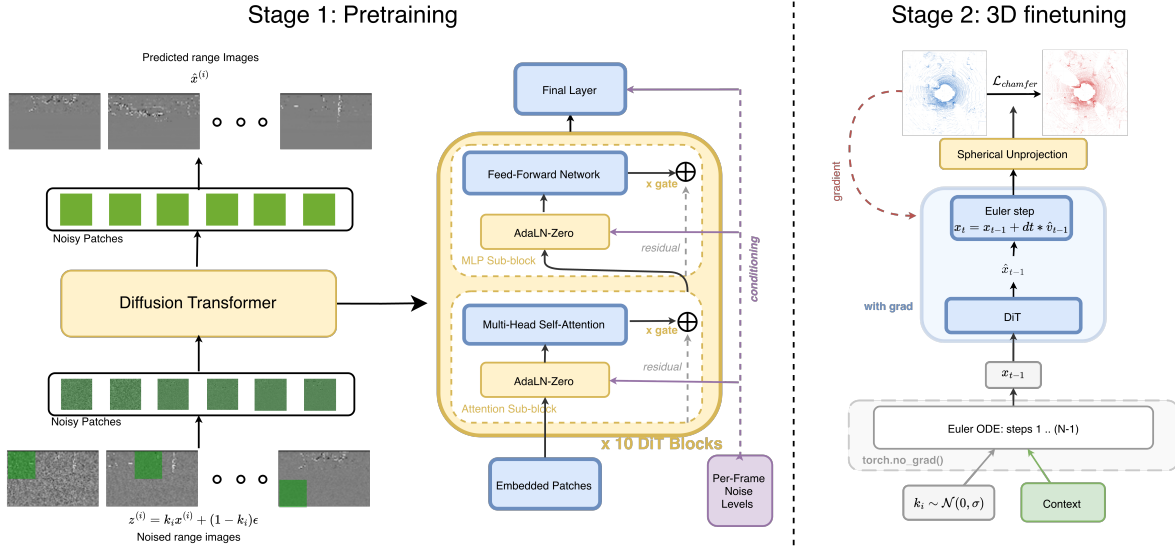 Stage 1: Pretraining
Predicted range Images
x̂^(i)
Noisy Patches
Diffusion Transformer
Noisy Patches
z^(i) = k_i x^(i) + (1 − k_i)ϵ
Noised range images
Final Layer
Feed-Forward Network
x gate
AdaLN-Zero
residual
MLP Sub-block
conditioning
Multi-Head Self-Attention
x gate
residual
AdaLN-Zero
Attention Sub-block
x 10 DiT Blocks
Embedded Patches
Per-Frame
Noise
Levels
Stage 2: 3D finetuning
L_chamfer
Spherical Unprojection
gradient
Euler step
x_t = x_{t−1} + dt * v̂_{t−1}
x̂_{t−1}
with grad
DiT
x_{t−1}
Euler ODE: steps 1 .. (N-1)
torch.no_grad()
k_i ∼ N(0, σ)
Context